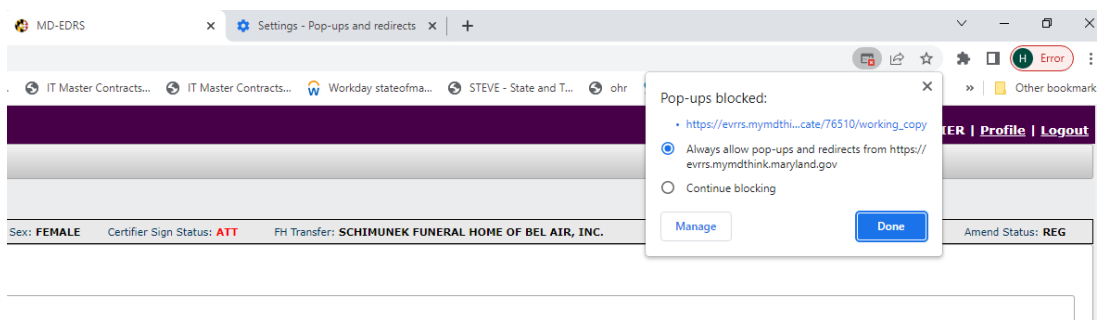 MD-EDRS
Settings - Pop-ups and redirects
H Error
IT Master Contracts... IT Master Contracts... Workday stateofma... STEVE - State and T... ohr » Other bookmark
Pop-ups blocked:
• https://evrrs.mymdthi...cate/76510/working_copy
Always allow pop-ups and redirects from https://
evrrs.mymdthink.maryland.gov
Continue blocking
Manage Done
IER | Profile | Logout
Sex: FEMALE Certifier Sign Status: ATT FH Transfer: SCHIMUNEK FUNERAL HOME OF BEL AIR, INC. Amend Status: REG